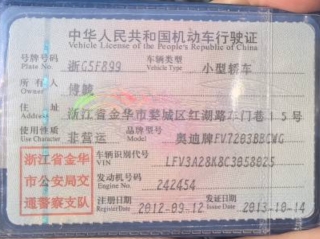 中华人民共和国机动车行驶证
Vehicle License of the People's Republic of China
号牌号码 浙G5F899 车辆类型 小型轿车
Plate No. Vehicle Type
所有人 傅
Owner
住址 浙江省金华市婺城区红湖路 门巷15号
Address
使用性质 非营运 品牌型号 奥迪牌FV7203BBCWG
Use Character Model
浙江省金华
市公安局交
通警察支队
车辆识别代号 LFV3A28K8C3058025
VIN
发动机号码 242454
Engine No.
注册日期 2012-09-12 发证日期 2013-10-14
Register Date Issue Date